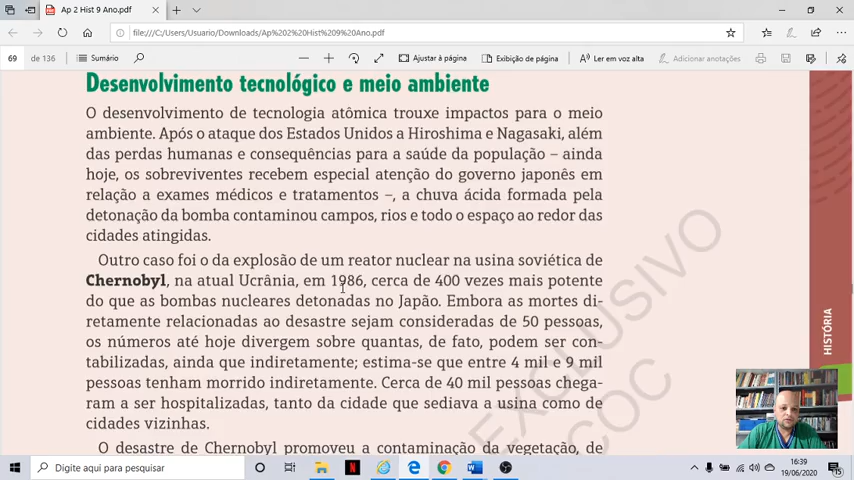 Ap 2 Hist 9 Ano.pdf
file:///C:/Users/Usuario/Downloads/Ap%202%20Hist%209%20Ano.pdf
69 de 136
Sumário
Ajustar à página
Exibição de página
Ler em voz alta
Adicionar anotações
Desenvolvimento tecnológico e meio ambiente
O desenvolvimento de tecnologia atômica trouxe impactos para o meio
ambiente. Após o ataque dos Estados Unidos a Hiroshima e Nagasaki, além
das perdas humanas e consequências para a saúde da população – ainda
hoje, os sobreviventes recebem especial atenção do governo japonês em
relação a exames médicos e tratamentos –, a chuva ácida formada pela
detonação da bomba contaminou campos, rios e todo o espaço ao redor das
cidades atingidas.
Outro caso foi o da explosão de um reator nuclear na usina soviética de
Chernobyl, na atual Ucrânia, em 1986, cerca de 400 vezes mais potente
do que as bombas nucleares detonadas no Japão. Embora as mortes di-
retamente relacionadas ao desastre sejam consideradas de 50 pessoas,
os números até hoje divergem sobre quantas, de fato, podem ser con-
tabilizadas, ainda que indiretamente; estima-se que entre 4 mil e 9 mil
pessoas tenham morrido indiretamente. Cerca de 40 mil pessoas chega-
ram a ser hospitalizadas, tanto da cidade que sediava a usina como de
cidades vizinhas.
O desastre de Chernobyl promoveu a contaminação da vegetação, de
EXCLUSIVO
COC
HISTÓRIA
Digite aqui para pesquisar
16:39
19/06/2020
15